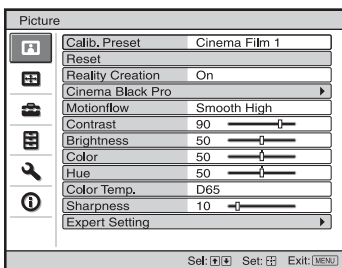 Picture
Calib. Preset Cinema Film 1
Reset
Reality Creation On
Cinema Black Pro
Motionflow Smooth High
Contrast 90
Brightness 50
Color 50
Hue 50
Color Temp. D65
Sharpness 10
Expert Setting
Sel: Set: Exit: MENU